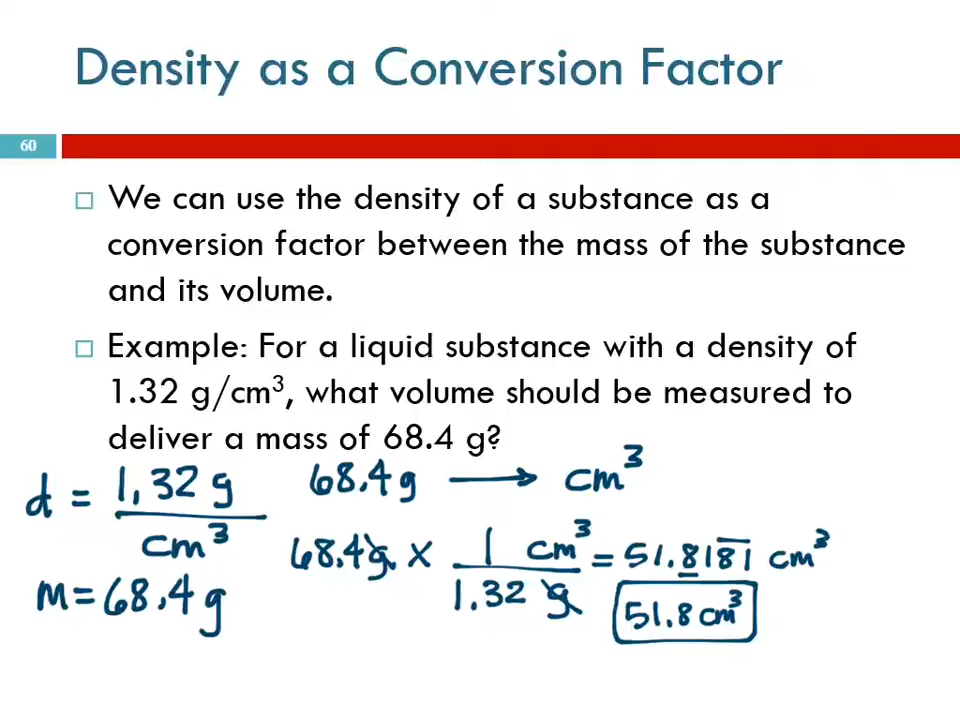 Density as a Conversion Factor
60
We can use the density of a substance as a
conversion factor between the mass of the substance
and its volume.
Example: For a liquid substance with a density of
1.32 g/cm³, what volume should be measured to
deliver a mass of 68.4 g?
d = 1.32 g / cm³
68.4 g → cm³
m = 68.4 g
68.4 g × 1 cm³ / 1.32 g = 51.818̅1̅ cm³
51.8 cm³